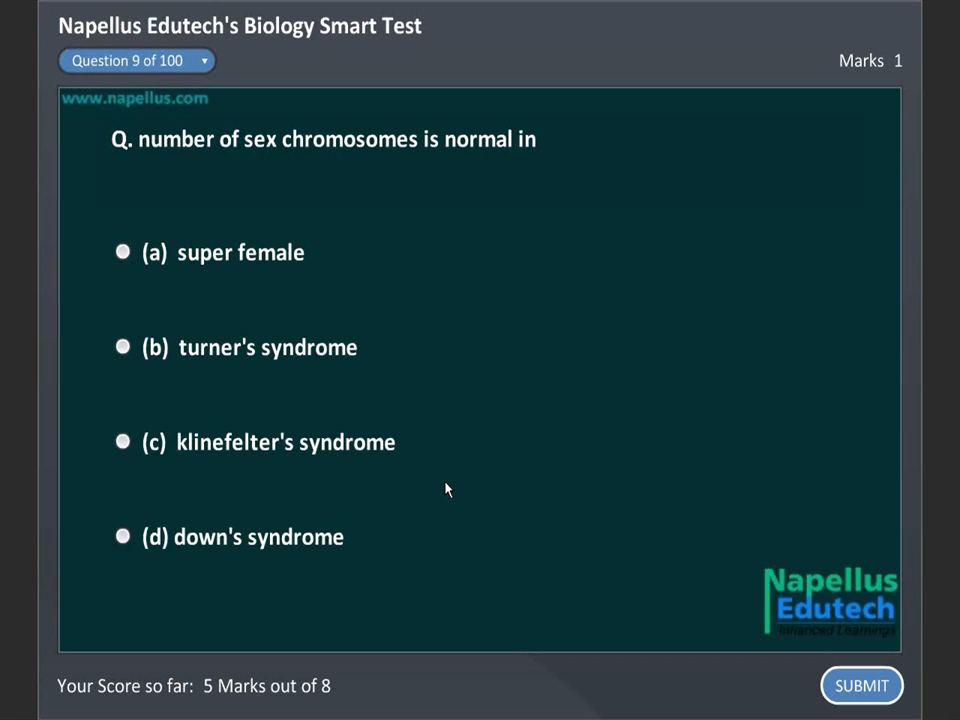 Napellus Edutech's Biology Smart Test
Question 9 of 100
Marks 1
www.napellus.com
Q. number of sex chromosomes is normal in
(a) super female
(b) turner's syndrome
(c) klinefelter's syndrome
(d) down's syndrome
Napellus
Edutech
Enhanced Learnings
Your Score so far: 5 Marks out of 8
SUBMIT